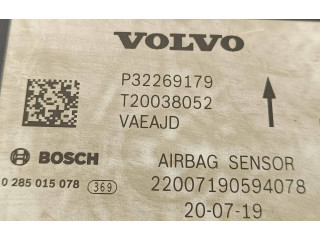 VOLVO
P32269179
T20038052
VAEAJD
BOSCH
AIRBAG SENSOR
0 285 015 078 369
22007190594078
20-07-19